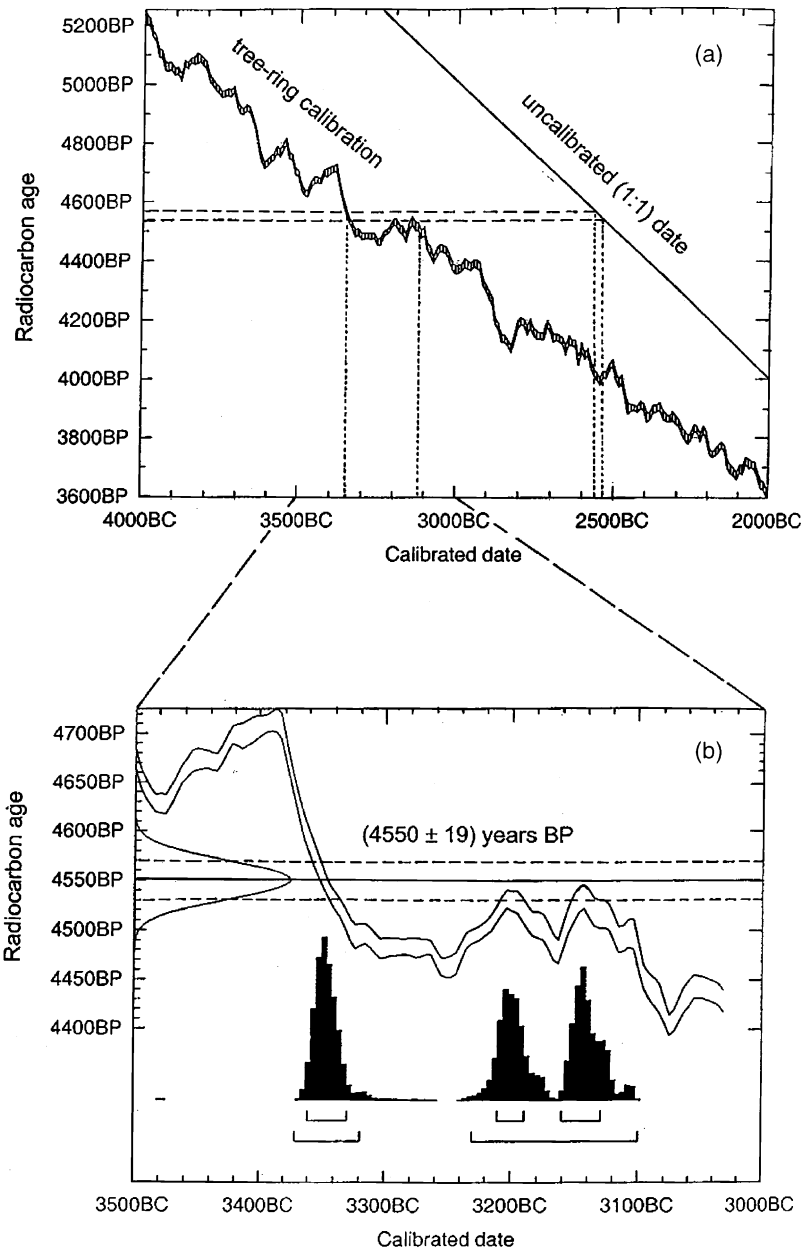 5200BP
5000BP
4800BP
4600BP
4400BP
4200BP
4000BP
3800BP
3600BP
Radiocarbon age
tree-ring calibration
uncalibrated (1:1) date
(a)
4000BC 3500BC 3000BC 2500BC 2000BC
Calibrated date
4700BP
4650BP
4600BP
4550BP
4500BP
4450BP
4400BP
Radiocarbon age
(b)
(4550 ± 19) years BP
3500BC 3400BC 3300BC 3200BC 3100BC 3000BC
Calibrated date